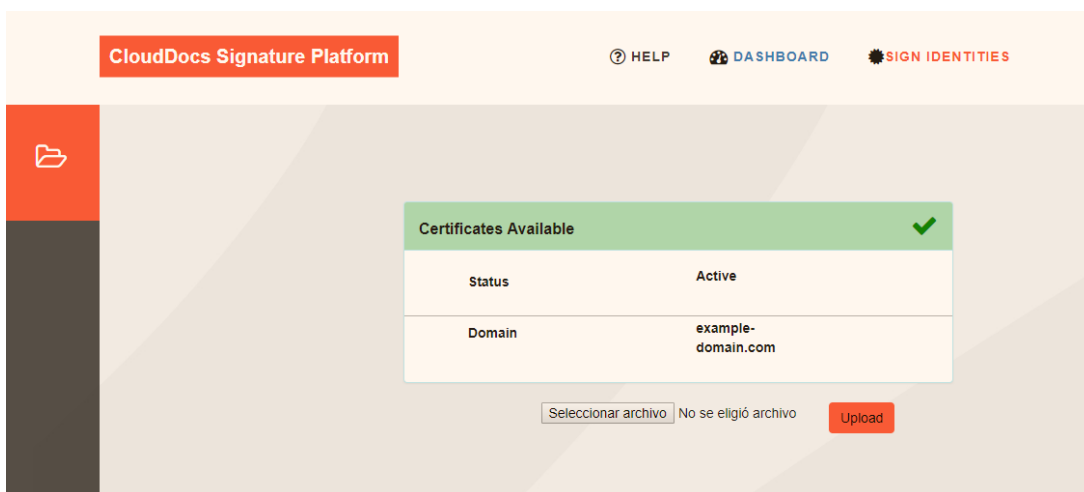 CloudDocs Signature Platform
HELP
DASHBOARD
SIGN IDENTITIES
Certificates Available
Status
Active
Domain
example-
domain.com
Seleccionar archivo
No se eligió archivo
Upload